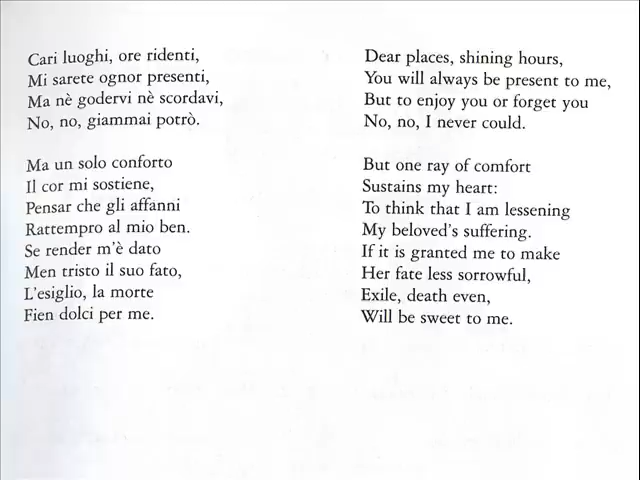 Cari luoghi, ore ridenti,
Mi sarete ognor presenti,
Ma nè godervi nè scordavi,
No, no, giammai potrò.
Ma un solo conforto
Il cor mi sostiene,
Pensar che gli affanni
Rattempro al mio ben.
Se render m'è dato
Men tristo il suo fato,
L'esiglio, la morte
Fien dolci per me.
Dear places, shining hours,
You will always be present to me,
But to enjoy you or forget you
No, no, I never could.
But one ray of comfort
Sustains my heart:
To think that I am lessening
My beloved's suffering.
If it is granted me to make
Her fate less sorrowful,
Exile, death even,
Will be sweet to me.